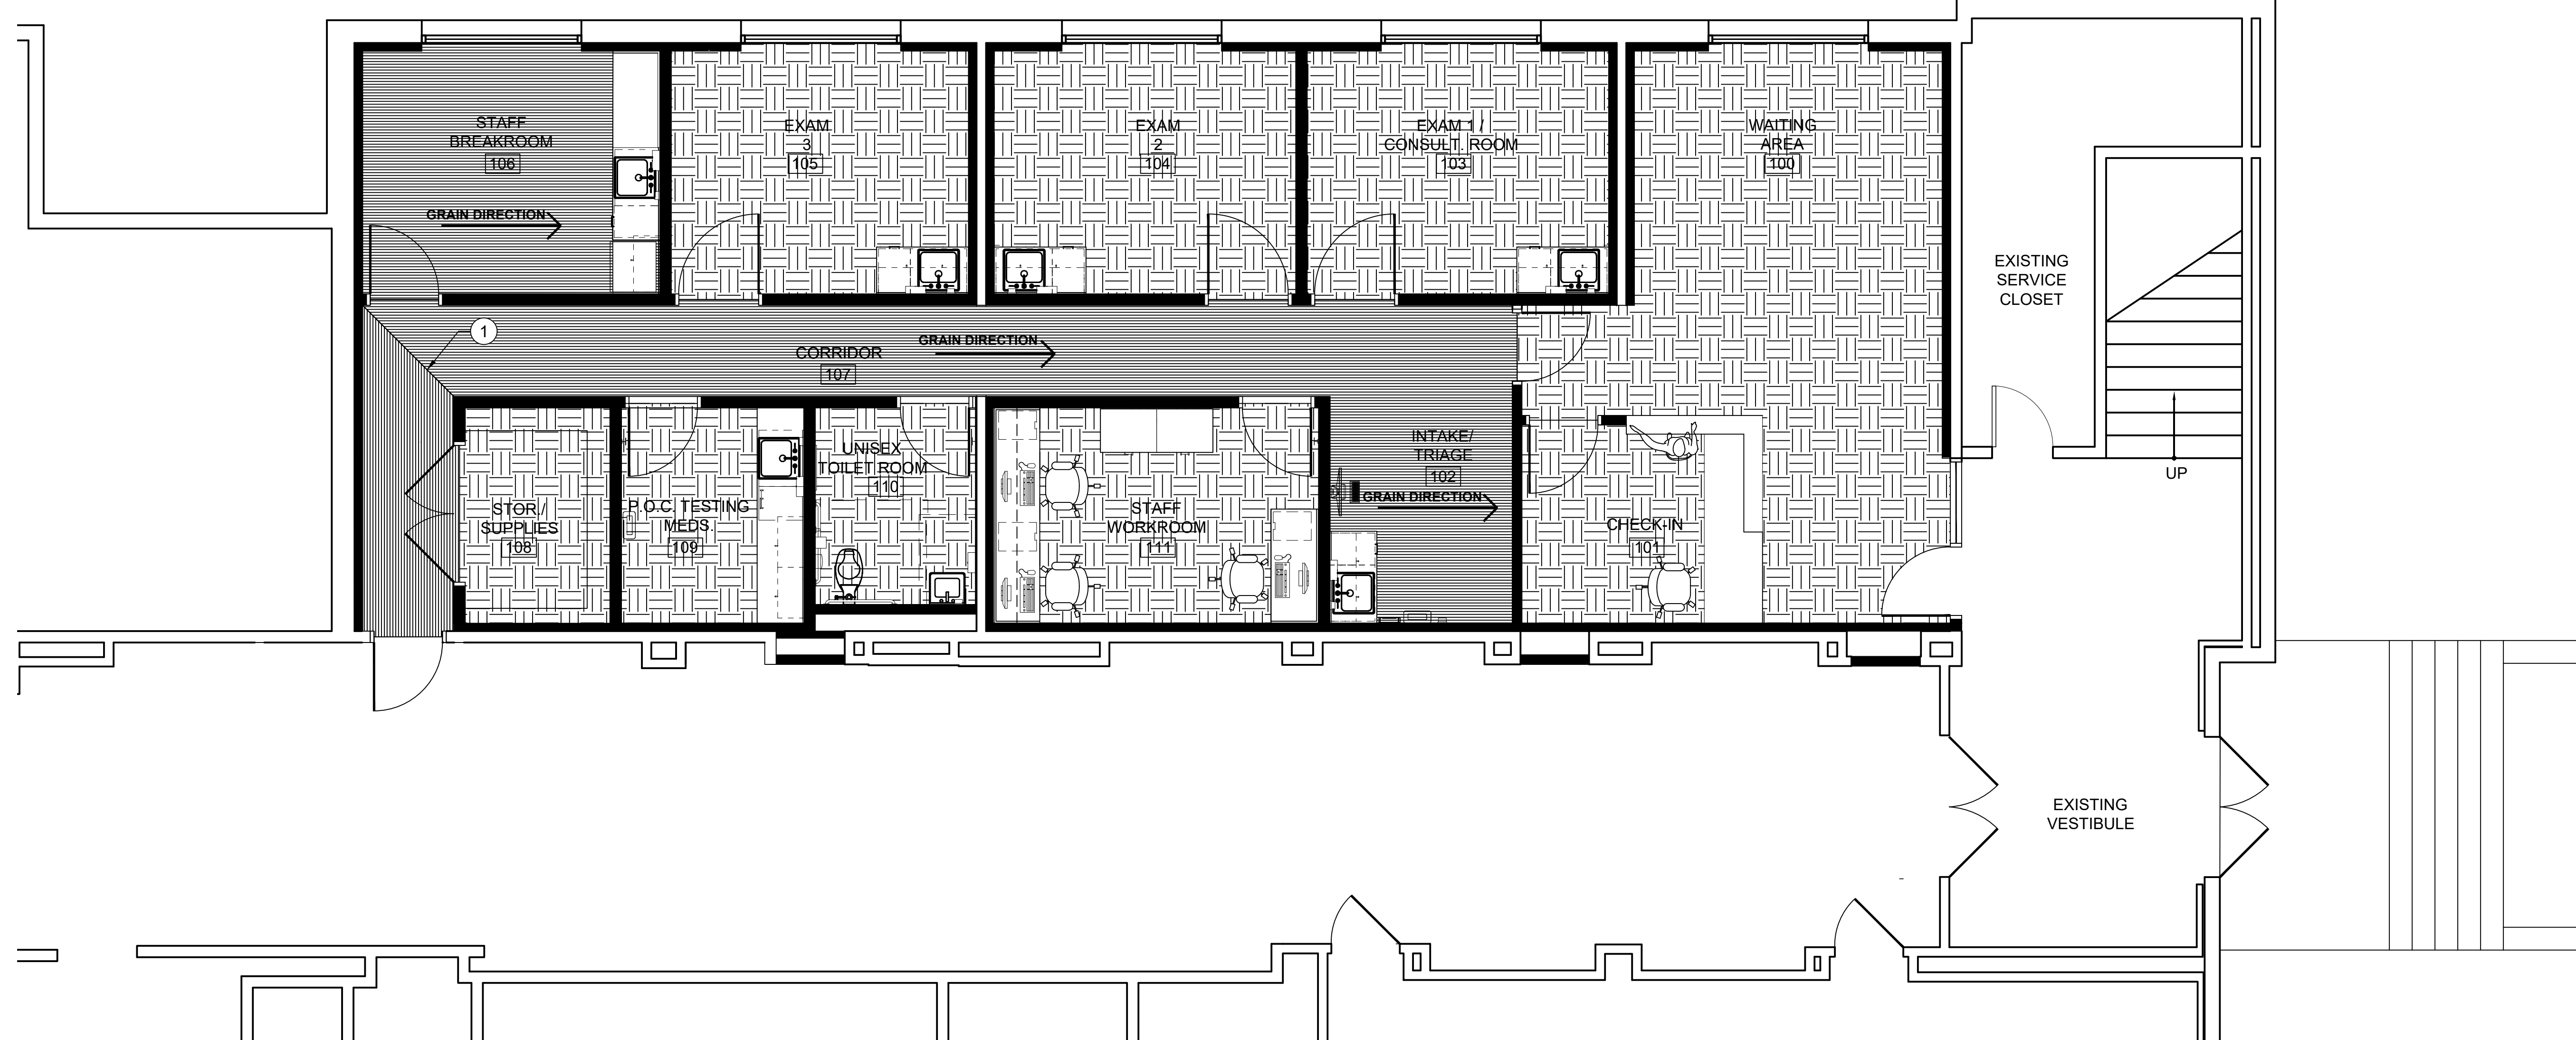 STAFF
BREAKROOM
106
GRAIN DIRECTION
EXAM
3
105
EXAM
2
104
EXAM 1 /
CONSULT. ROOM
103
WAITING
AREA
100
EXISTING
SERVICE
CLOSET
1
CORRIDOR
107
GRAIN DIRECTION
STOR./
SUPPLIES
108
P.O.C. TESTING
MEDS.
109
UNISEX
TOILET ROOM
110
STAFF
WORKROOM
111
INTAKE/
TRIAGE
102
GRAIN DIRECTION
CHECK-IN
101
UP
EXISTING
VESTIBULE